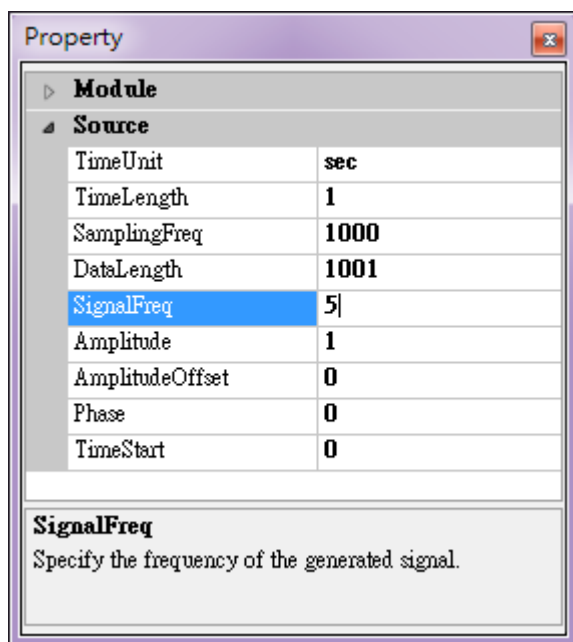 Property
Module
Source
TimeUnit sec
TimeLength 1
SamplingFreq 1000
DataLength 1001
SignalFreq 5
Amplitude 1
AmplitudeOffset 0
Phase 0
TimeStart 0
SignalFreq
Specify the frequency of the generated signal.